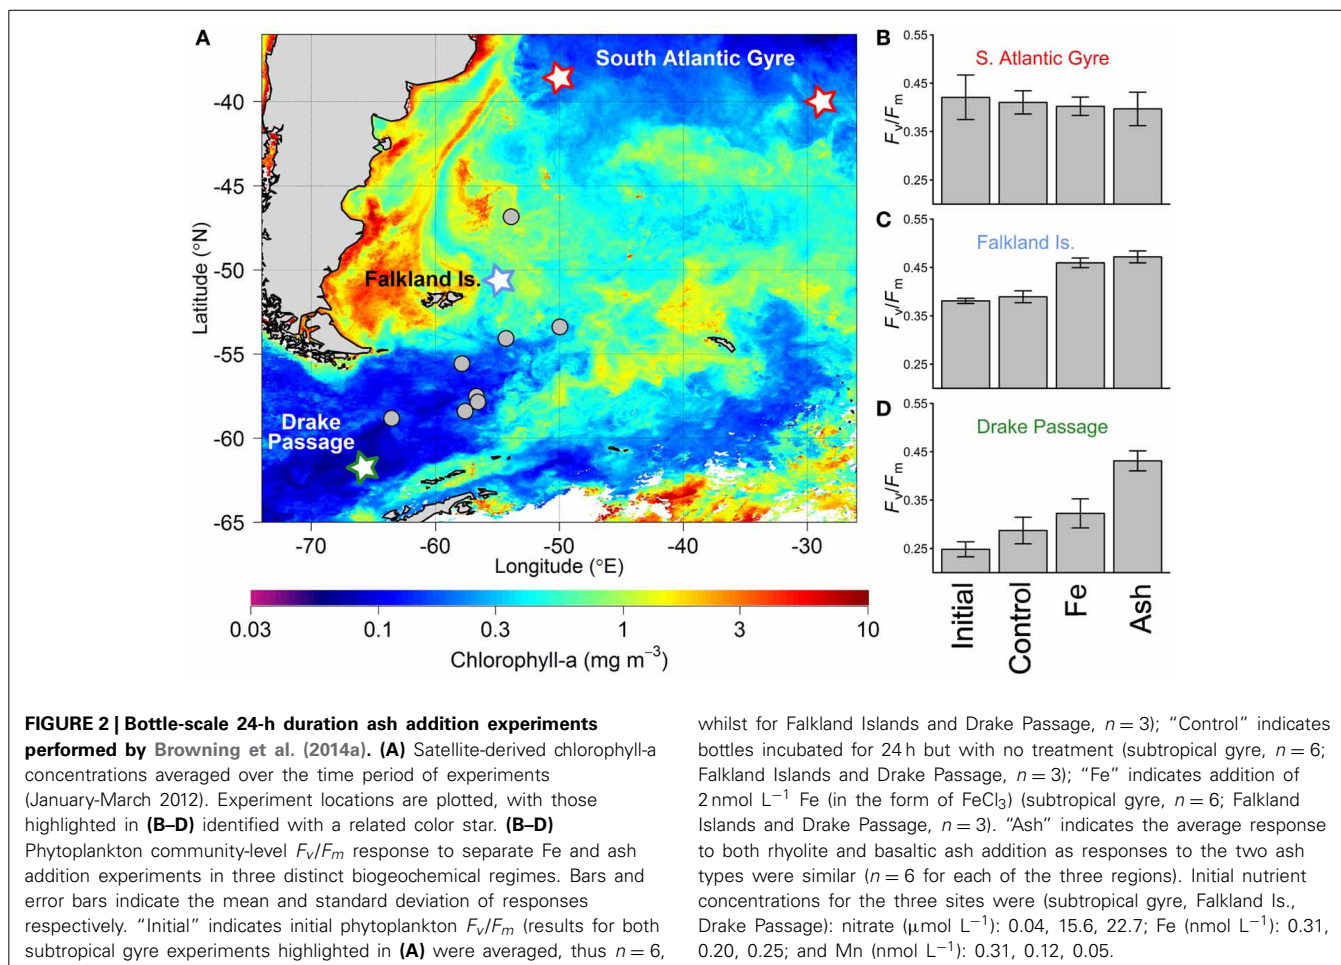 A
South Atlantic Gyre
Falkland Is.
Drake
Passage
-40
-45
-50
-55
-60
-65
Latitude (°N)
-70
-60
-50
-40
-30
Longitude (°E)
0.03
0.1
0.3
1
3
10
Chlorophyll-a (mg m⁻³)
B
0.55
0.45
0.35
0.25
Fv/Fm
S. Atlantic Gyre
C
0.55
0.45
0.35
0.25
Fv/Fm
Falkland Is.
D
0.55
0.45
0.35
0.25
Fv/Fm
Drake Passage
Initial
Control
Fe
Ash
FIGURE 2 | Bottle-scale 24-h duration ash addition experiments
performed by Browning et al. (2014a). (A) Satellite-derived chlorophyll-a
concentrations averaged over the time period of experiments
(January-March 2012). Experiment locations are plotted, with those
highlighted in (B–D) identified with a related color star. (B–D)
Phytoplankton community-level Fv/Fm response to separate Fe and ash
addition experiments in three distinct biogeochemical regimes. Bars and
error bars indicate the mean and standard deviation of responses
respectively. “Initial” indicates initial phytoplankton Fv/Fm (results for both
subtropical gyre experiments highlighted in (A) were averaged, thus n = 6,
whilst for Falkland Islands and Drake Passage, n = 3); “Control” indicates
bottles incubated for 24 h but with no treatment (subtropical gyre, n = 6;
Falkland Islands and Drake Passage, n = 3); “Fe” indicates addition of
2 nmol L⁻¹ Fe (in the form of FeCl₃) (subtropical gyre, n = 6; Falkland
Islands and Drake Passage, n = 3). “Ash” indicates the average response
to both rhyolite and basaltic ash addition as responses to the two ash
types were similar (n = 6 for each of the three regions). Initial nutrient
concentrations for the three sites were (subtropical gyre, Falkland Is.,
Drake Passage): nitrate (μmol L⁻¹): 0.04, 15.6, 22.7; Fe (nmol L⁻¹): 0.31,
0.20, 0.25; and Mn (nmol L⁻¹): 0.31, 0.12, 0.05.